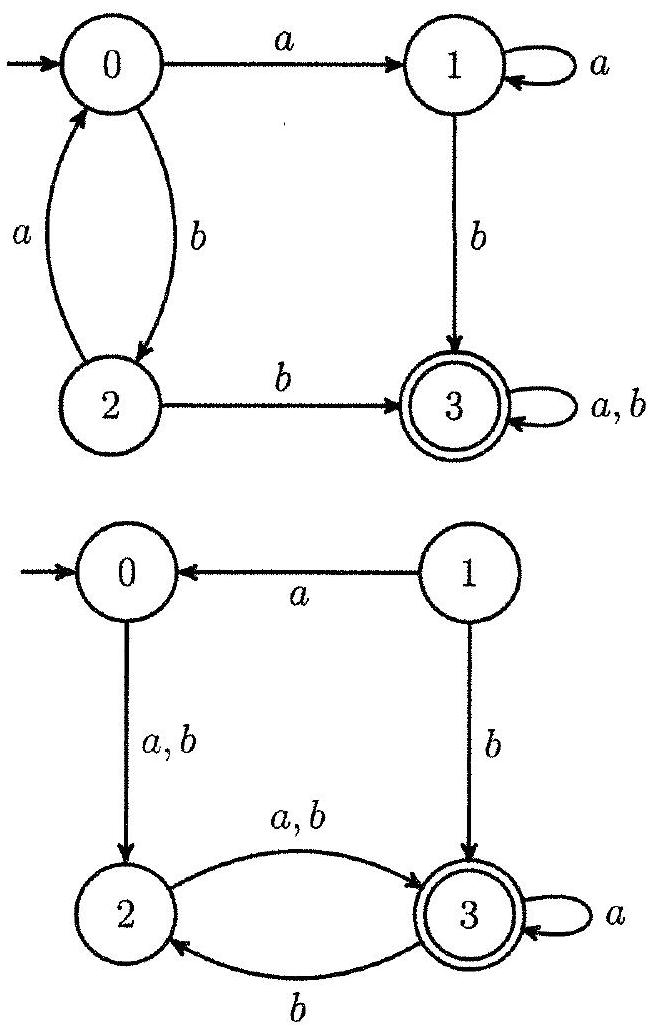 0 a 1 a
a b b
2 b 3 a, b
0 a 1
a, b b
a, b
2 3 a
b